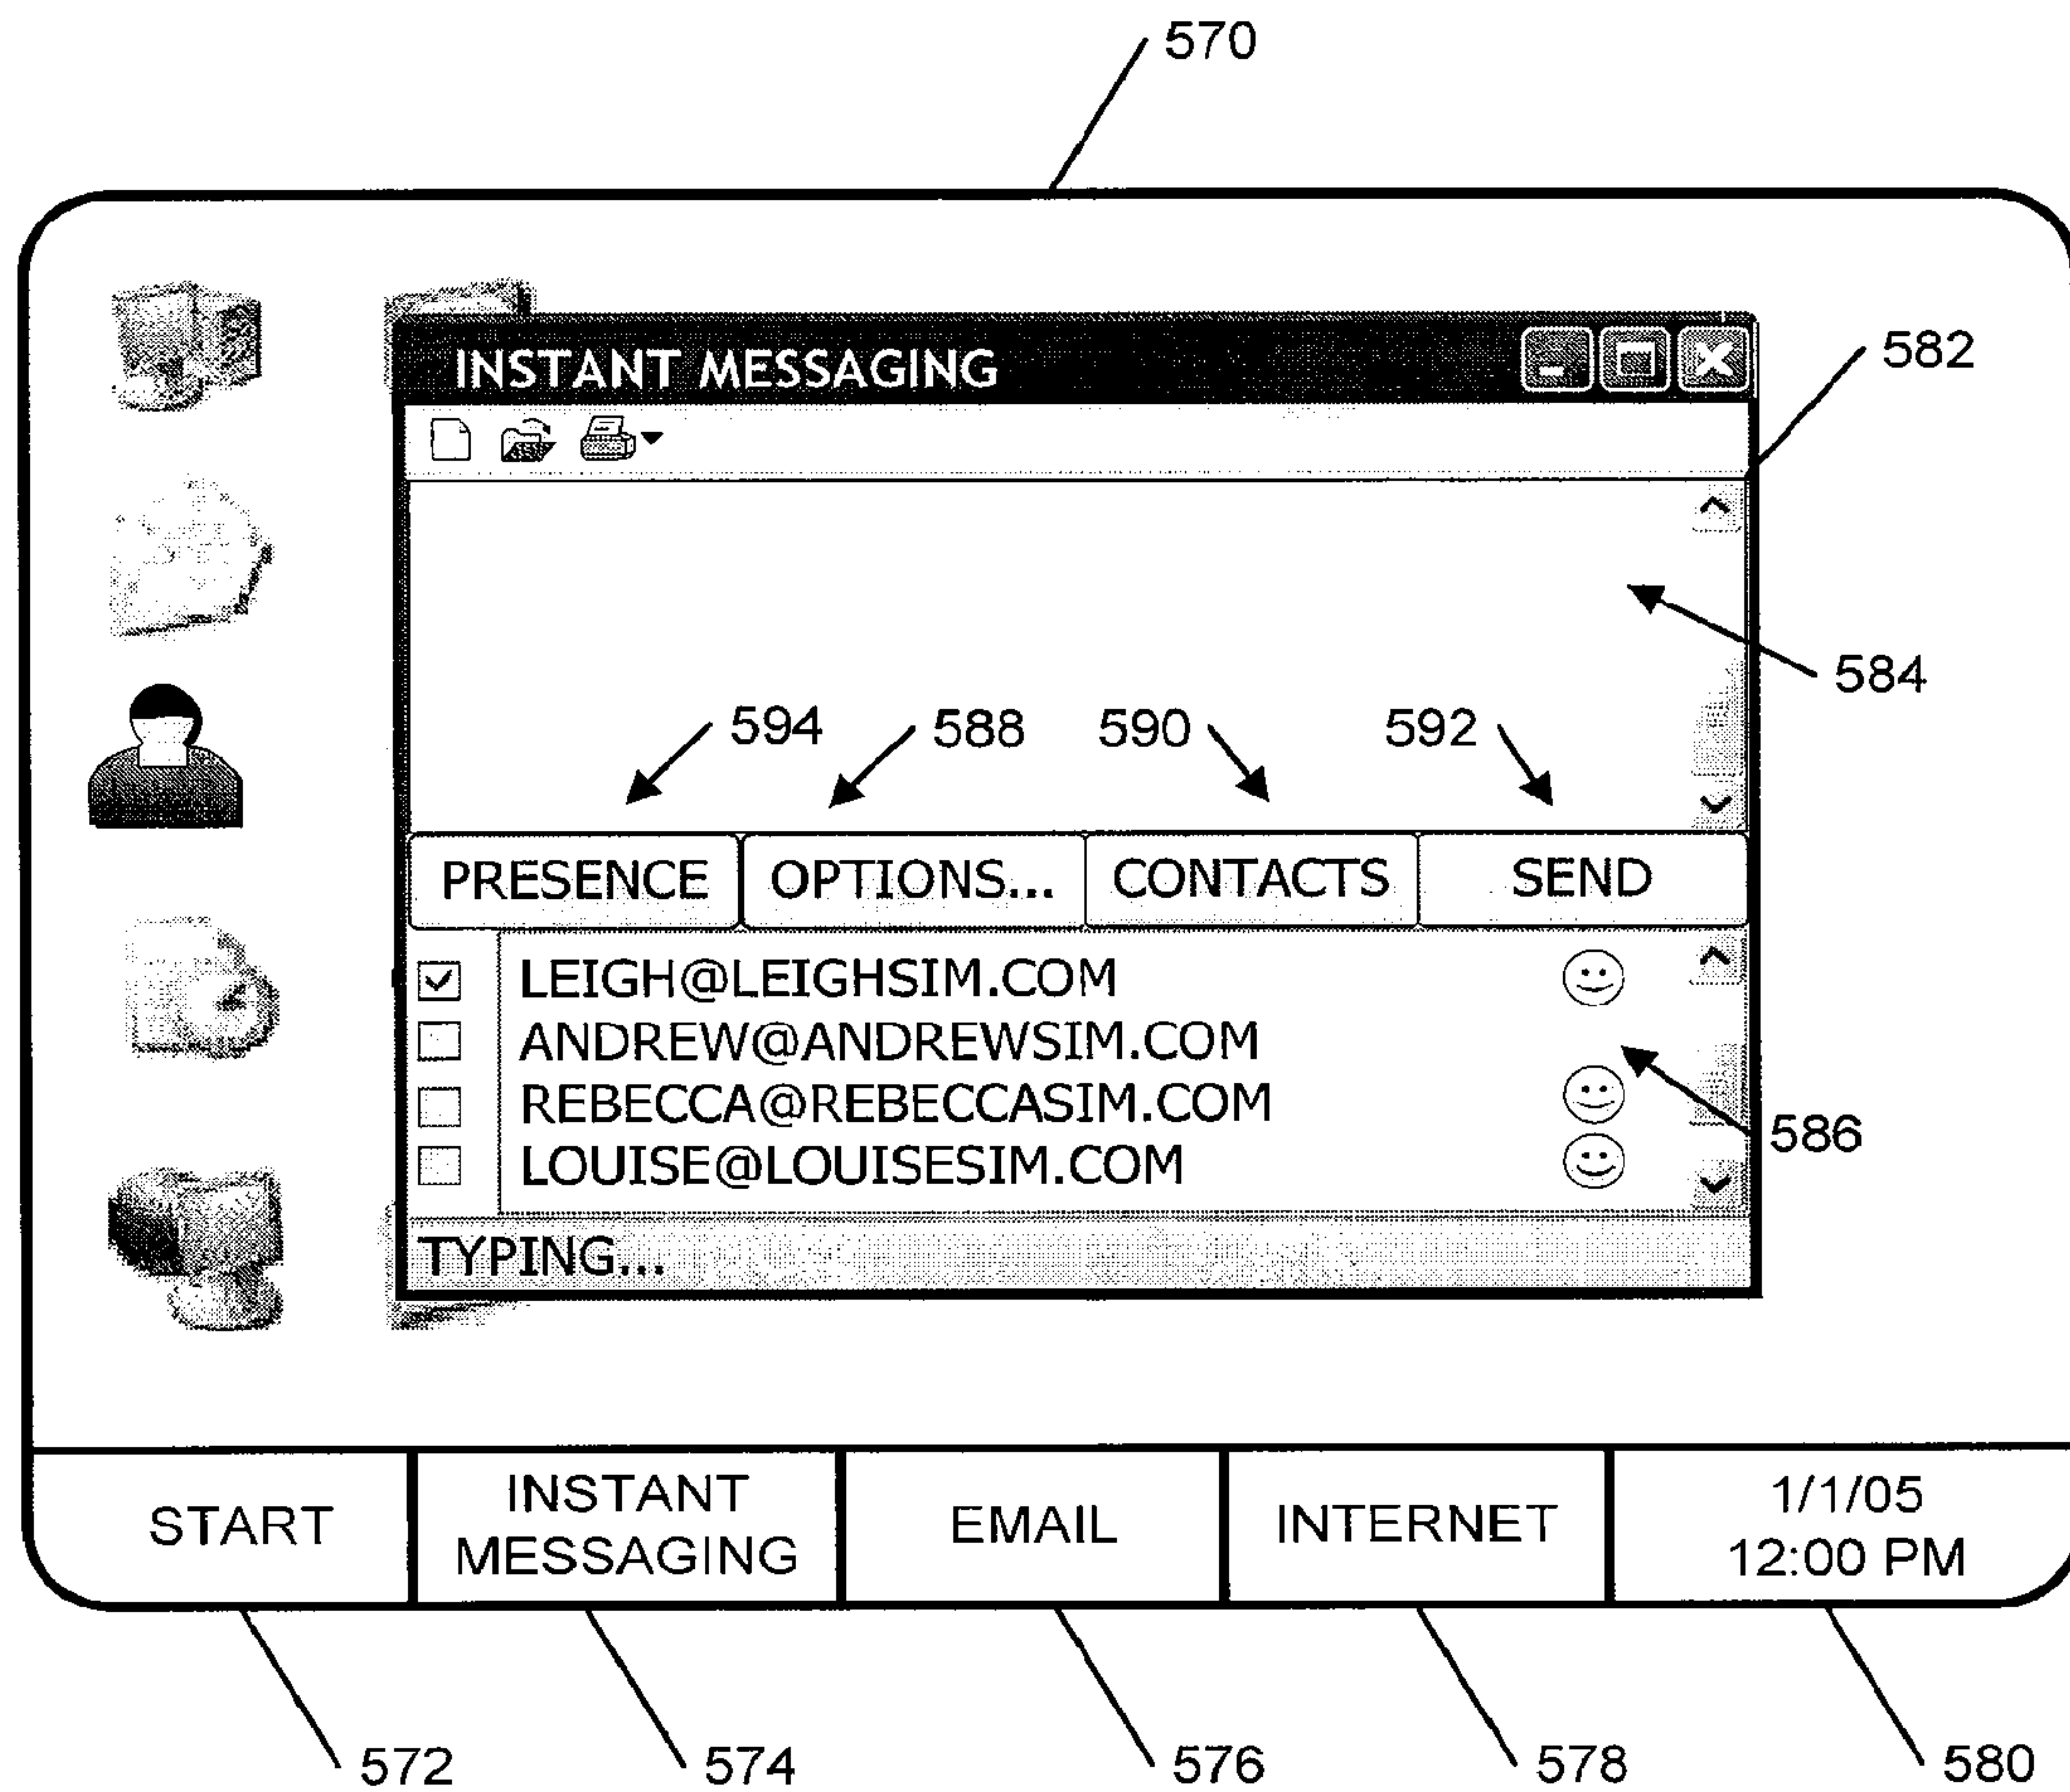 570
INSTANT MESSAGING
582
584
594 588 590 592
PRESENCE OPTIONS... CONTACTS SEND
LEIGH@LEIGHSIM.COM
ANDREW@ANDREWSIM.COM
REBECCA@REBECCASIM.COM
LOUISE@LOUISESIM.COM
586
TYPING...
START
INSTANT
MESSAGING
EMAIL
INTERNET
1/1/05
12:00 PM
572 574 576 578 580